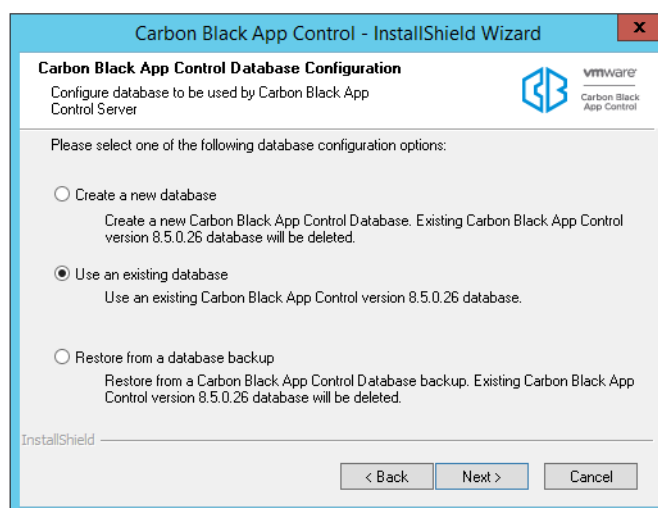 Carbon Black App Control - InstallShield Wizard
x
Carbon Black App Control Database Configuration
Configure database to be used by Carbon Black App
Control Server
vmware
Carbon Black
App Control
Please select one of the following database configuration options:
Create a new database
Create a new Carbon Black App Control Database. Existing Carbon Black App Control
version 8.5.0.26 database will be deleted.
Use an existing database
Use an existing Carbon Black App Control version 8.5.0.26 database.
Restore from a database backup
Restore from a Carbon Black App Control Database backup. Existing Carbon Black App
Control version 8.5.0.26 database will be deleted.
InstallShield
< Back
Next >
Cancel